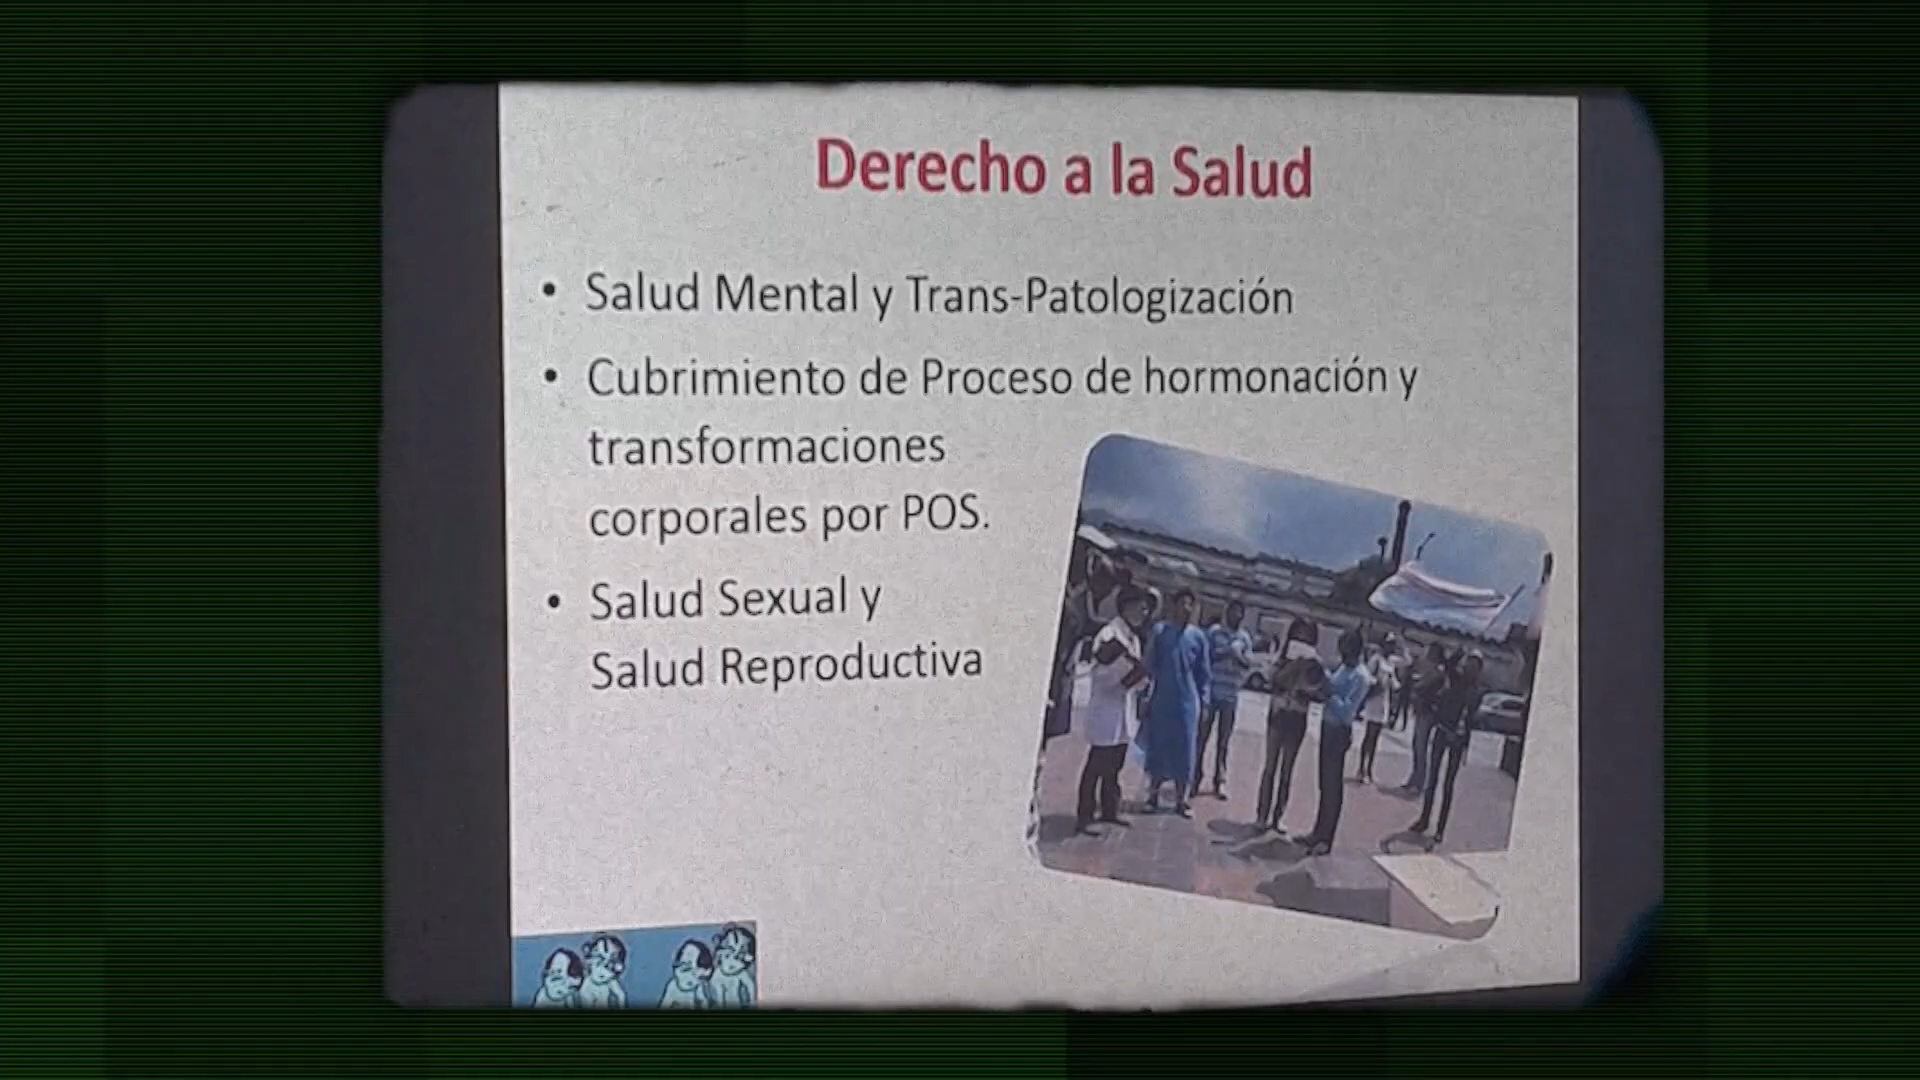 Derecho a la Salud
• Salud Mental y Trans-Patologización
• Cubrimiento de Proceso de hormonación y
transformaciones
corporales por POS.
• Salud Sexual y
Salud Reproductiva